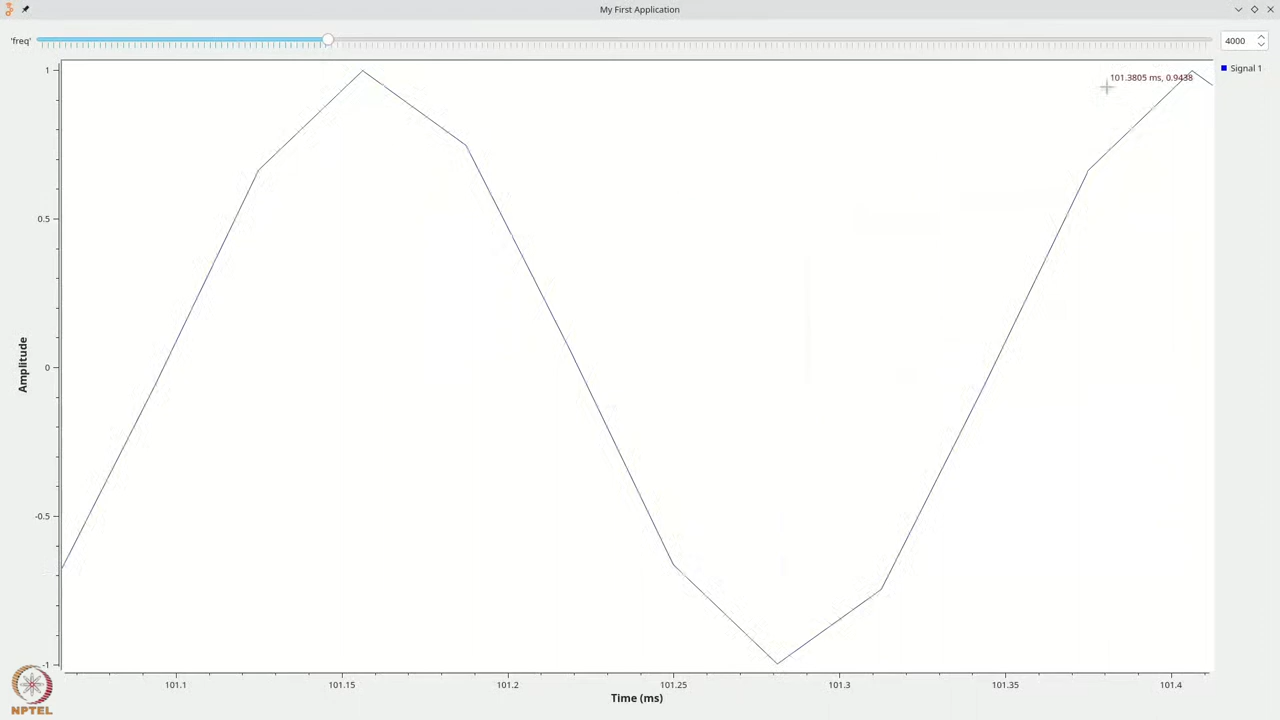 My First Application
'freq'
4000
Signal 1
101.3805 ms, 0.9438
1
0.5
0
-0.5
-1
Amplitude
101.1
101.15
101.2
101.25
101.3
101.35
101.4
Time (ms)
NPTEL